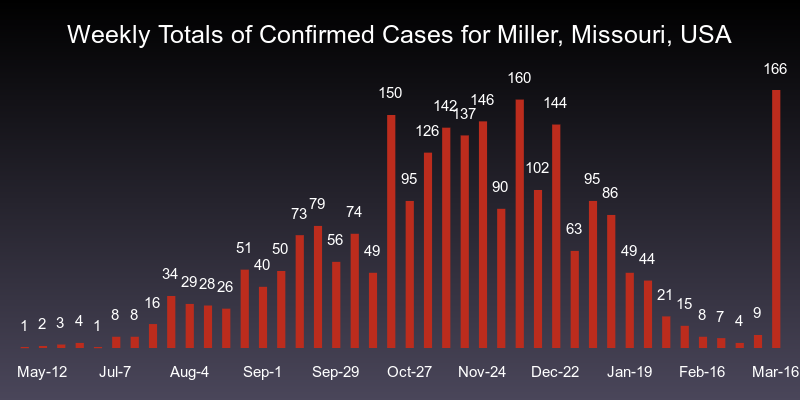 Weekly Totals of Confirmed Cases for Miller, Missouri, USA
1 2 3 4 1 8 8 16 34 29 28 26 51 40 50 73 79 56 74 49 150 95 126 142 137 146 90 160 102 144 63 95 86 49 44 21 15 8 7 4 9 166
May-12 Jul-7 Aug-4 Sep-1 Sep-29 Oct-27 Nov-24 Dec-22 Jan-19 Feb-16 Mar-16